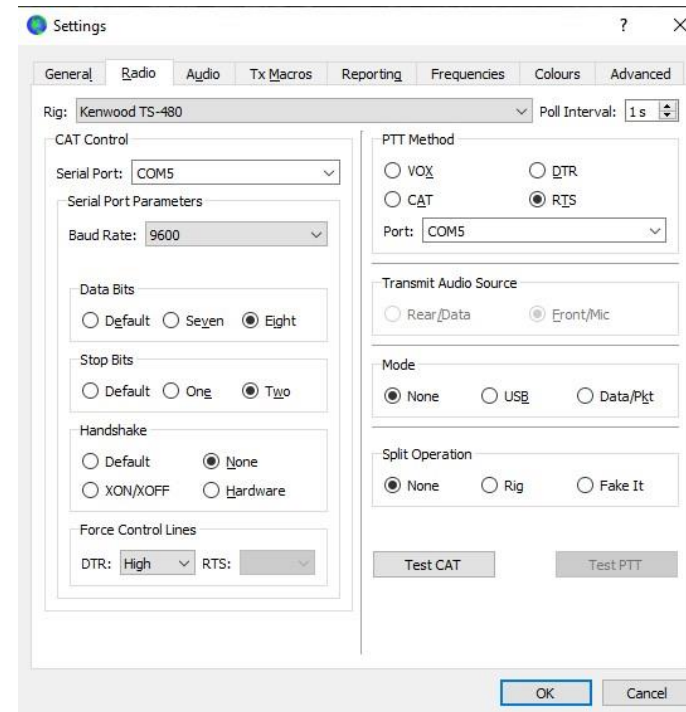 Settings ? ×
General Radio Audio Tx Macros Reporting Frequencies Colours Advanced
Rig: Kenwood TS-480 Poll Interval: 1 s
CAT Control
Serial Port: COM5
Serial Port Parameters
Baud Rate: 9600
Data Bits
Default Seven Eight
Stop Bits
Default One Two
Handshake
Default None
XON/XOFF Hardware
Force Control Lines
DTR: High RTS:
PTT Method
VOX DTR
CAT RTS
Port: COM5
Transmit Audio Source
Rear/Data Front/Mic
Mode
None USB Data/Pkt
Split Operation
None Rig Fake It
Test CAT Test PTT
OK Cancel